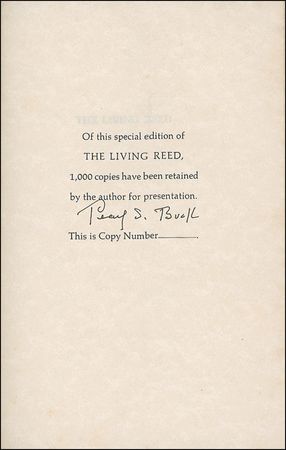 Of this special edition of
THE LIVING REED,
1,000 copies have been retained
by the author for presentation.
Pearl S. Buck
This is Copy Number________.